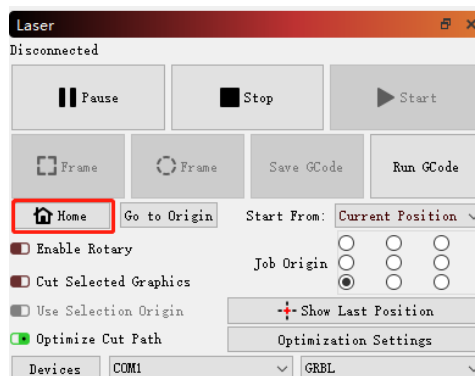 Laser
Disconnected
Pause Stop Start
Frame Frame Save GCode Run GCode
Home Go to Origin Start From: Current Position
Enable Rotary
Job Origin
Cut Selected Graphics
Use Selection Origin Show Last Position
Optimize Cut Path Optimization Settings
Devices COM1 GRBL